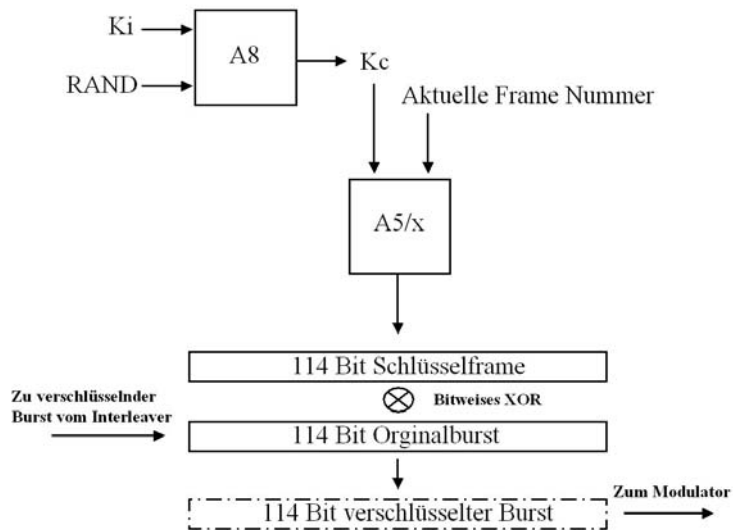 Ki
A8
RAND
Kc
Aktuelle Frame Nummer
A5/x
114 Bit Schlüsselframe
Zu verschlüsselnder
Burst vom Interleaver
Bitweises XOR
114 Bit Orginalburst
114 Bit verschlüsselter Burst
Zum Modulator